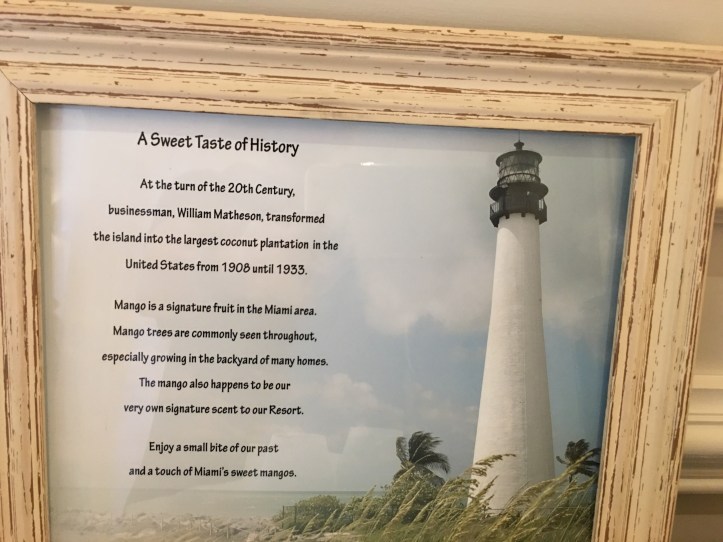 A Sweet Taste of History
At the turn of the 20th Century,
businessman, William Matheson, transformed
the island into the largest coconut plantation in the
United States from 1908 until 1933.
Mango is a signature fruit in the Miami area.
Mango trees are commonly seen throughout,
especially growing in the backyard of many homes.
The mango also happens to be our
very own signature scent to our Resort.
Enjoy a small bite of our past
and a touch of Miami's sweet mangos.